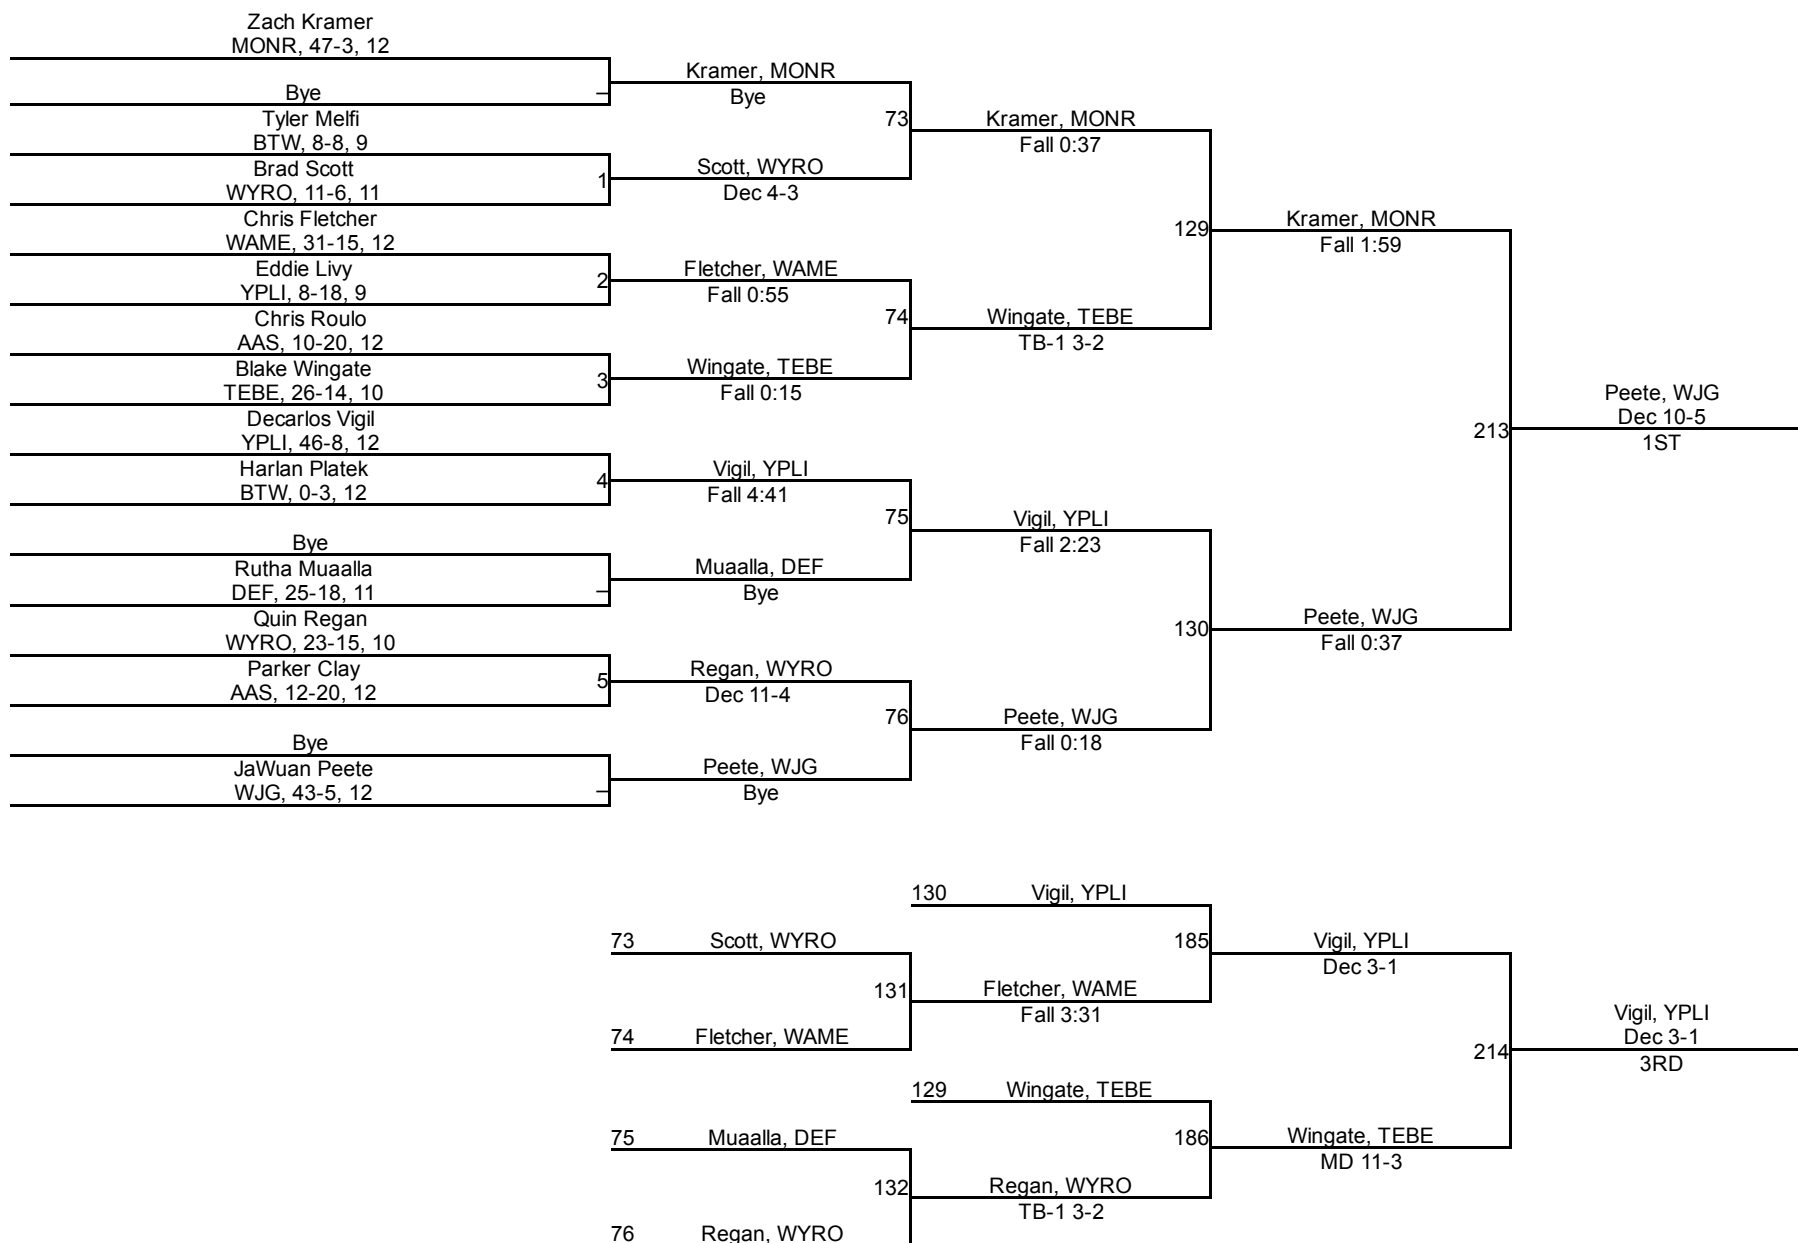 Zach Kramer
MONR, 47-3, 12
Bye
Tyler Melfi
BTW, 8-8, 9
Brad Scott
WYRO, 11-6, 11
1
Chris Fletcher
WAME, 31-15, 12
Eddie Livy
YPLI, 8-18, 9
2
Chris Roulo
AAS, 10-20, 12
Blake Wingate
TEBE, 26-14, 10
3
Decarlos Vigil
YPLI, 46-8, 12
Harlan Platek
BTW, 0-3, 12
4
Bye
Rutha Muaalla
DEF, 25-18, 11
Quin Regan
WYRO, 23-15, 10
Parker Clay
AAS, 12-20, 12
5
Bye
JaWuan Peete
WJG, 43-5, 12
Kramer, MONR
Bye
73
Scott, WYRO
Dec 4-3
Fletcher, WAME
Fall 0:55
74
Wingate, TEBE
Fall 0:15
Vigil, YPLI
Fall 4:41
75
Muaalla, DEF
Bye
Regan, WYRO
Dec 11-4
76
Peete, WJG
Bye
Kramer, MONR
Fall 0:37
129
Wingate, TEBE
TB-1 3-2
Vigil, YPLI
Fall 2:23
130
Peete, WJG
Fall 0:18
Kramer, MONR
Fall 1:59
213
Peete, WJG
Fall 0:37
Peete, WJG
Dec 10-5
1ST
130 Vigil, YPLI
73 Scott, WYRO
185
131
Fletcher, WAME
Fall 3:31
74 Fletcher, WAME
Vigil, YPLI
Dec 3-1
129 Wingate, TEBE
75 Muaalla, DEF
186
132
Regan, WYRO
TB-1 3-2
76 Regan, WYRO
Wingate, TEBE
MD 11-3
214
Vigil, YPLI
Dec 3-1
3RD